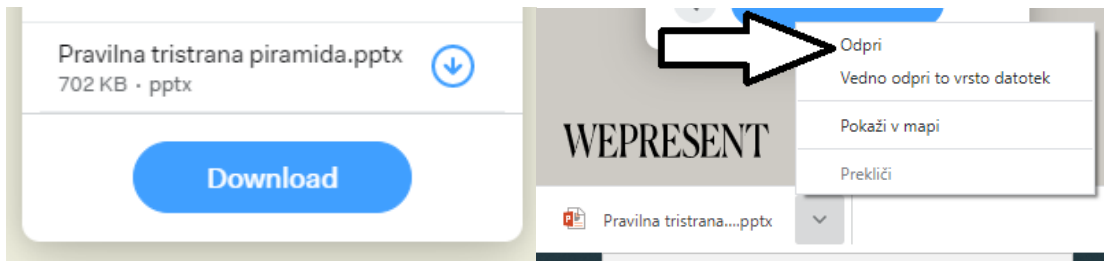 Pravilna tristrana piramida.pptx
702 KB · pptx
Download
Odpri
Vedno odpri to vrsto datotek
Pokaži v mapi
Prekliči
WEPRESENT
Pravilna tristrana....pptx